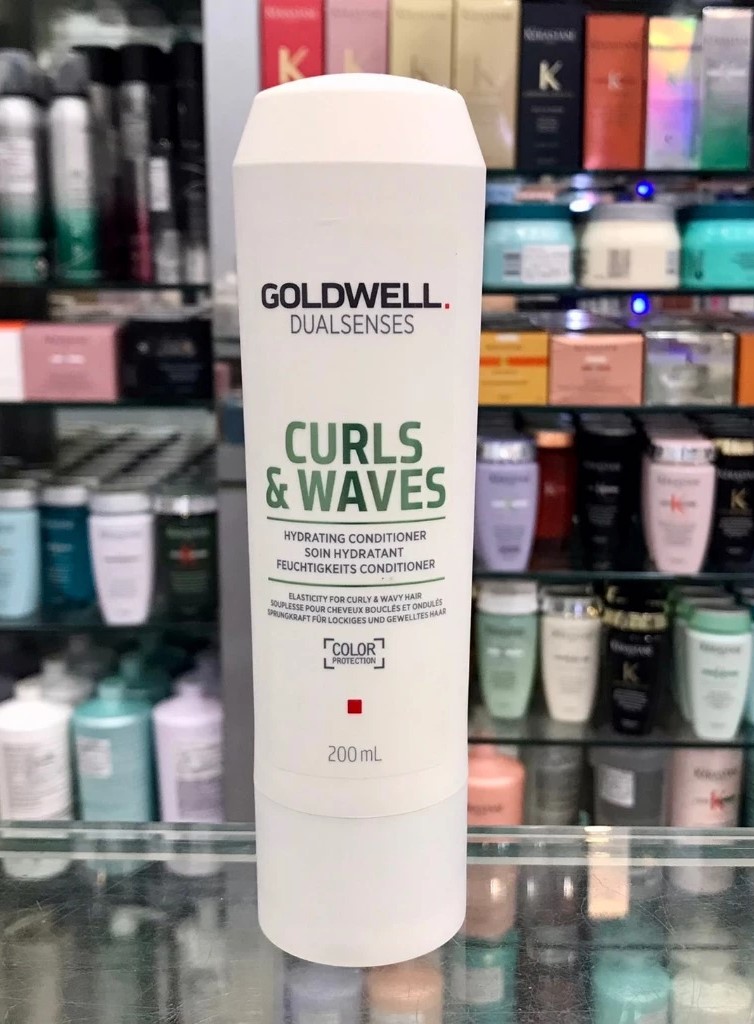 GOLDWELL.
DUALSENSES
CURLS
& WAVES
HYDRATING CONDITIONER
SOIN HYDRATANT
FEUCHTIGKEITS CONDITIONER
ELASTICITY FOR CURLY & WAVY HAIR
SOUPLESSE POUR CHEVEUX BOUCLÉS ET ONDULÉS
SPRUNGKRAFT FÜR LOCKIGES UND GEWELLTES HAAR
COLOR
PROTECTION
200 mL
KERASTASE
K
K
K
K
K